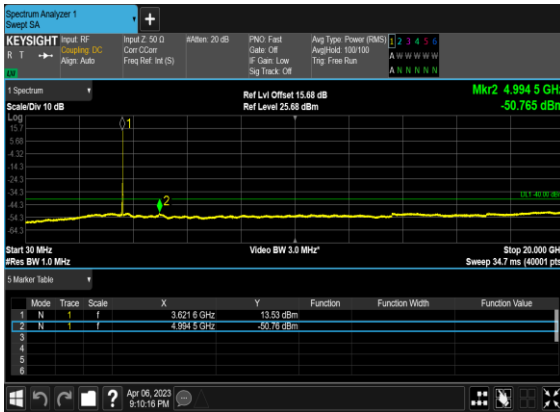 Spectrum Analyzer 1
Swept SA
KEYSIGHT Input: RF Input Z: 50 Ω #Atten: 20 dB PNO: Fast Avg Type: Power (RMS) 1 2 3 4 5 6
R T Coupling: DC Corr CCorr Gate: Off Avg|Hold: 100/100
Align: Auto Freq Ref: Int (S) IF Gain: Low Trig: Free Run A W W W W W
Sig Track: Off A N N N N N
1 Spectrum Ref Lvl Offset 15.68 dB Mkr2 4.994 5 GHz
Scale/Div 10 dB Ref Level 25.68 dBm -50.765 dBm
Log
15.7
5.68
-4.32
-14.3
-24.3
-34.3
-44.3
-54.3
-64.3
1
2
DL1 -40.00 dBm
Start 30 MHz Video BW 3.0 MHz* Stop 20.000 GH
#Res BW 1.0 MHz Sweep 34.7 ms (40001 pts
5 Marker Table
Mode Trace Scale X Y Function Function Width Function Value
1 N 1 f 3.621 6 GHz 13.53 dBm
2 N 1 f 4.994 5 GHz -50.76 dBm
3
4
5
6
? Apr 06, 2023
9:10:16 PM